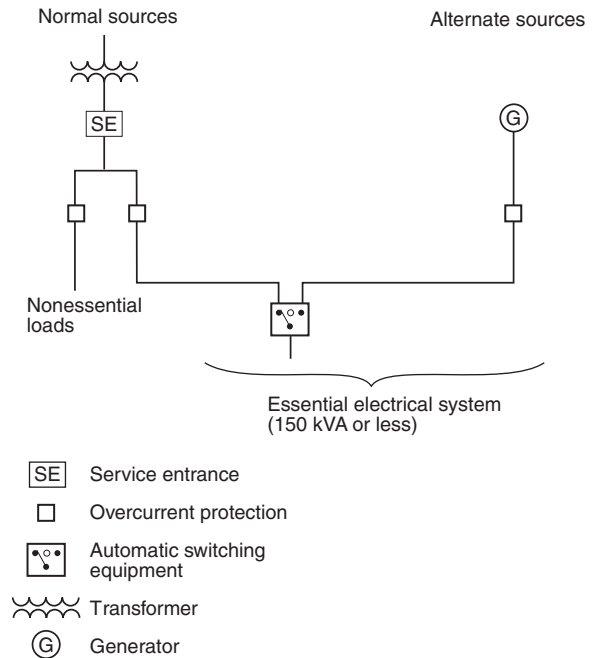 Normal sources
Alternate sources
SE
G
Nonessential
loads
Essential electrical system
(150 kVA or less)
SE Service entrance
Overcurrent protection
Automatic switching
equipment
Transformer
G Generator